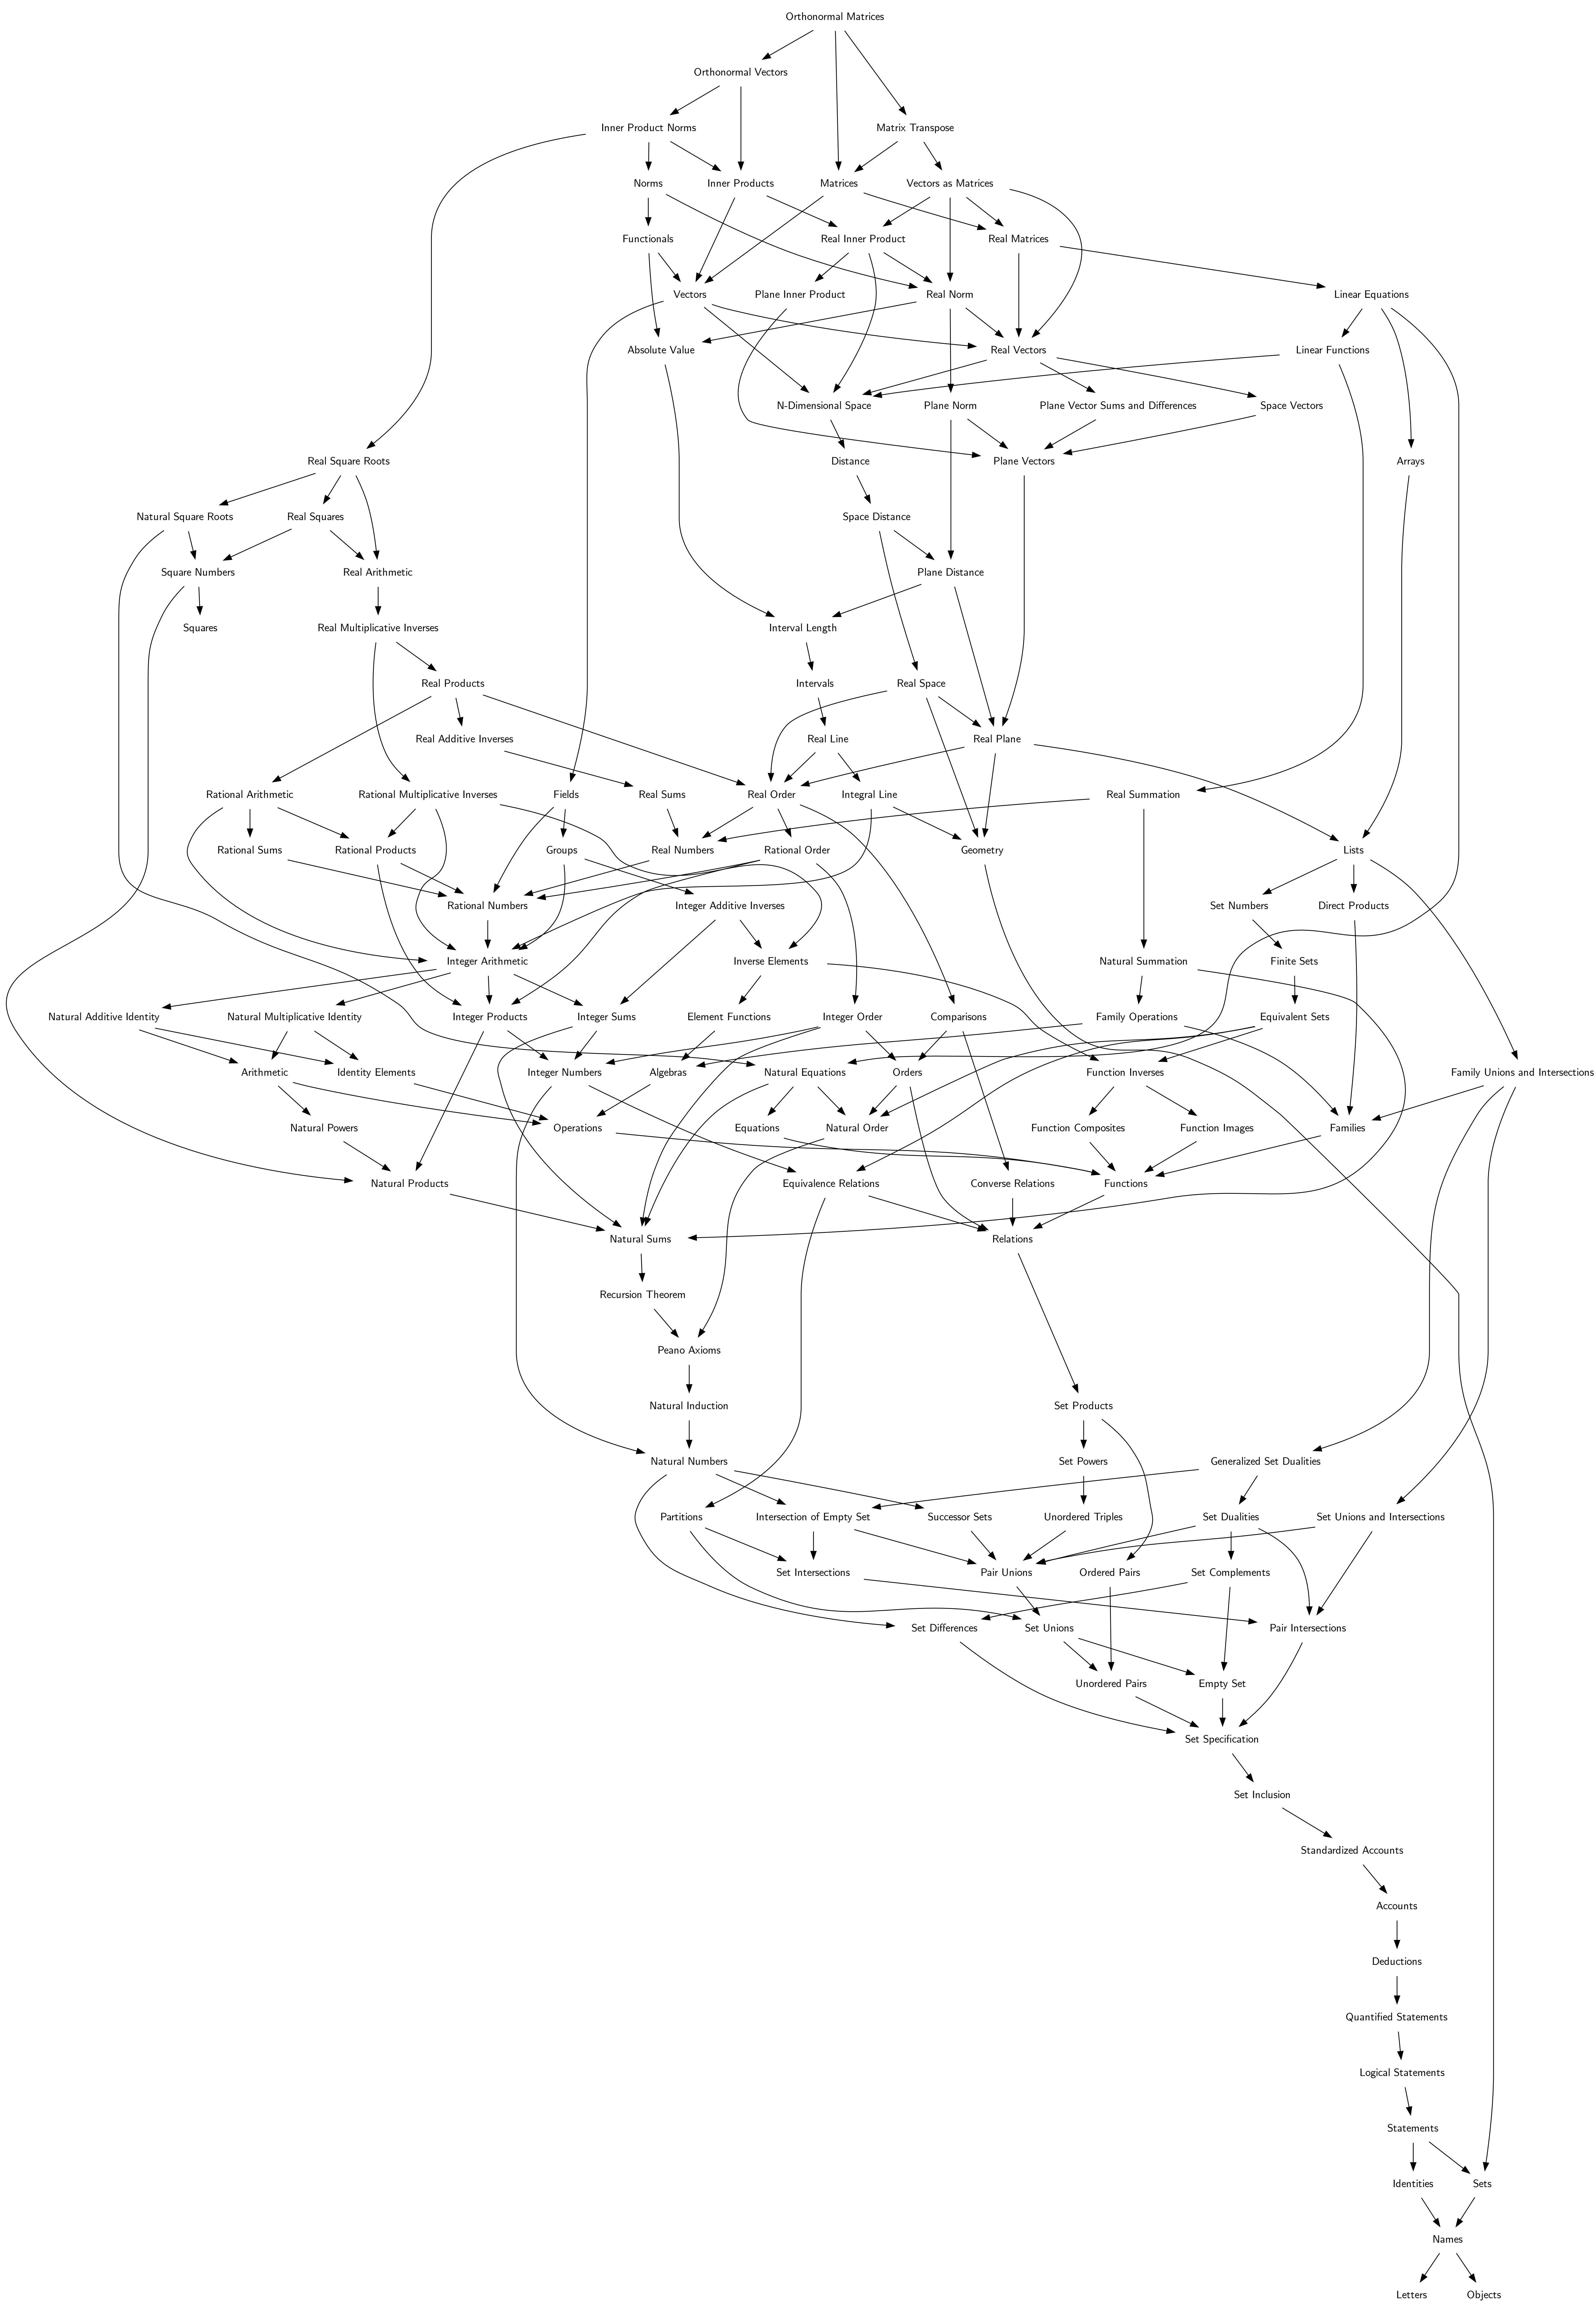 Orthonormal Matrices
Orthonormal Vectors
Inner Product Norms
Matrix Transpose
Norms
Inner Products
Matrices
Vectors as Matrices
Functionals
Real Inner Product
Real Matrices
Vectors
Plane Inner Product
Real Norm
Linear Equations
Absolute Value
Real Vectors
Linear Functions
N-Dimensional Space
Plane Norm
Plane Vector Sums and Differences
Space Vectors
Real Square Roots
Distance
Plane Vectors
Arrays
Natural Square Roots
Real Squares
Space Distance
Square Numbers
Real Arithmetic
Plane Distance
Squares
Real Multiplicative Inverses
Interval Length
Real Products
Intervals
Real Space
Real Additive Inverses
Real Line
Real Plane
Rational Arithmetic
Rational Multiplicative Inverses
Fields
Real Sums
Real Order
Integral Line
Real Summation
Rational Sums
Rational Products
Groups
Real Numbers
Rational Order
Geometry
Lists
Rational Numbers
Integer Additive Inverses
Set Numbers
Direct Products
Integer Arithmetic
Inverse Elements
Natural Summation
Finite Sets
Natural Additive Identity
Natural Multiplicative Identity
Integer Products
Integer Sums
Element Functions
Integer Order
Comparisons
Family Operations
Equivalent Sets
Arithmetic
Identity Elements
Integer Numbers
Algebras
Natural Equations
Orders
Function Inverses
Family Unions and Intersections
Natural Powers
Operations
Equations
Natural Order
Function Composites
Function Images
Families
Natural Products
Equivalence Relations
Converse Relations
Functions
Natural Sums
Relations
Recursion Theorem
Peano Axioms
Natural Induction
Set Products
Natural Numbers
Set Powers
Generalized Set Dualities
Partitions
Intersection of Empty Set
Successor Sets
Unordered Triples
Set Dualities
Set Unions and Intersections
Set Intersections
Pair Unions
Ordered Pairs
Set Complements
Set Differences
Set Unions
Pair Intersections
Unordered Pairs
Empty Set
Set Specification
Set Inclusion
Standardized Accounts
Accounts
Deductions
Quantified Statements
Logical Statements
Statements
Identities
Sets
Names
Letters
Objects